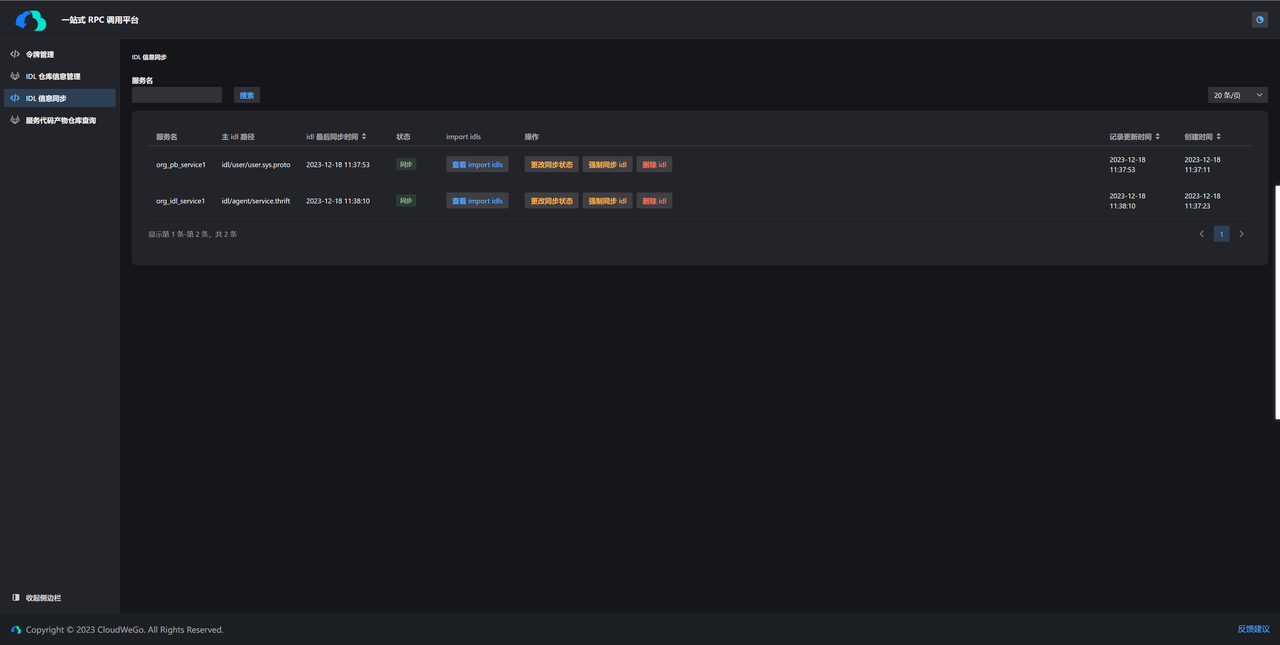 一站式 RPC 调用平台
令牌管理
IDL 仓库信息管理
IDL 信息同步
服务代码产物仓库查询
收起侧边栏
IDL 信息同步
服务名
搜索
20 条/页
服务名 主 idl 路径 idl 最后同步时间 状态 import idls 操作 记录更新时间 创建时间
org_pb_service1 idl/user/user.sys.proto 2023-12-18 11:37:53 同步 查看 import idls 更改同步状态 强制同步 idl 删除 idl 2023-12-18 11:37:53 2023-12-18 11:37:11
org_idl_service1 idl/agent/service.thrift 2023-12-18 11:38:10 同步 查看 import idls 更改同步状态 强制同步 idl 删除 idl 2023-12-18 11:38:10 2023-12-18 11:37:23
显示第 1 条-第 2 条，共 2 条
1
Copyright © 2023 CloudWeGo. All Rights Reserved.
反馈建议